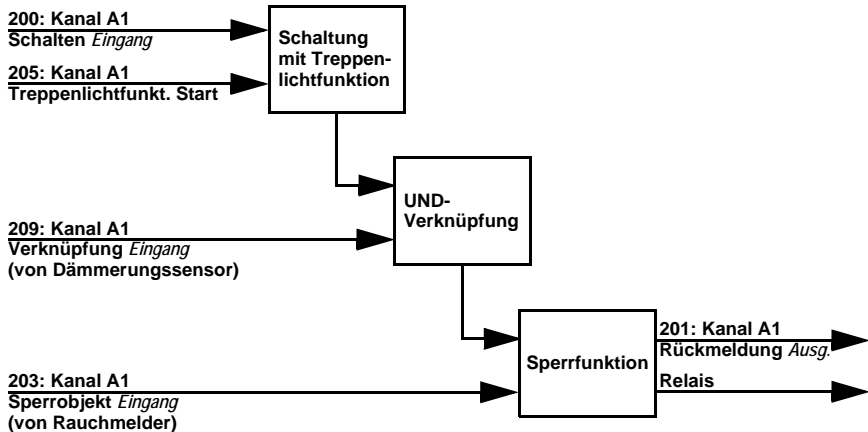 200: Kanal A1
Schalten Eingang
205: Kanal A1
Treppenlichtfunkt. Start
Schaltung
mit Treppen-
lichtfunktion
UND-
Verknüpfung
209: Kanal A1
Verknüpfung Eingang
(von Dämmerungssensor)
Sperrfunktion
201: Kanal A1
Rückmeldung Ausg.
Relais
203: Kanal A1
Sperrobjekt Eingang
(von Rauchmelder)